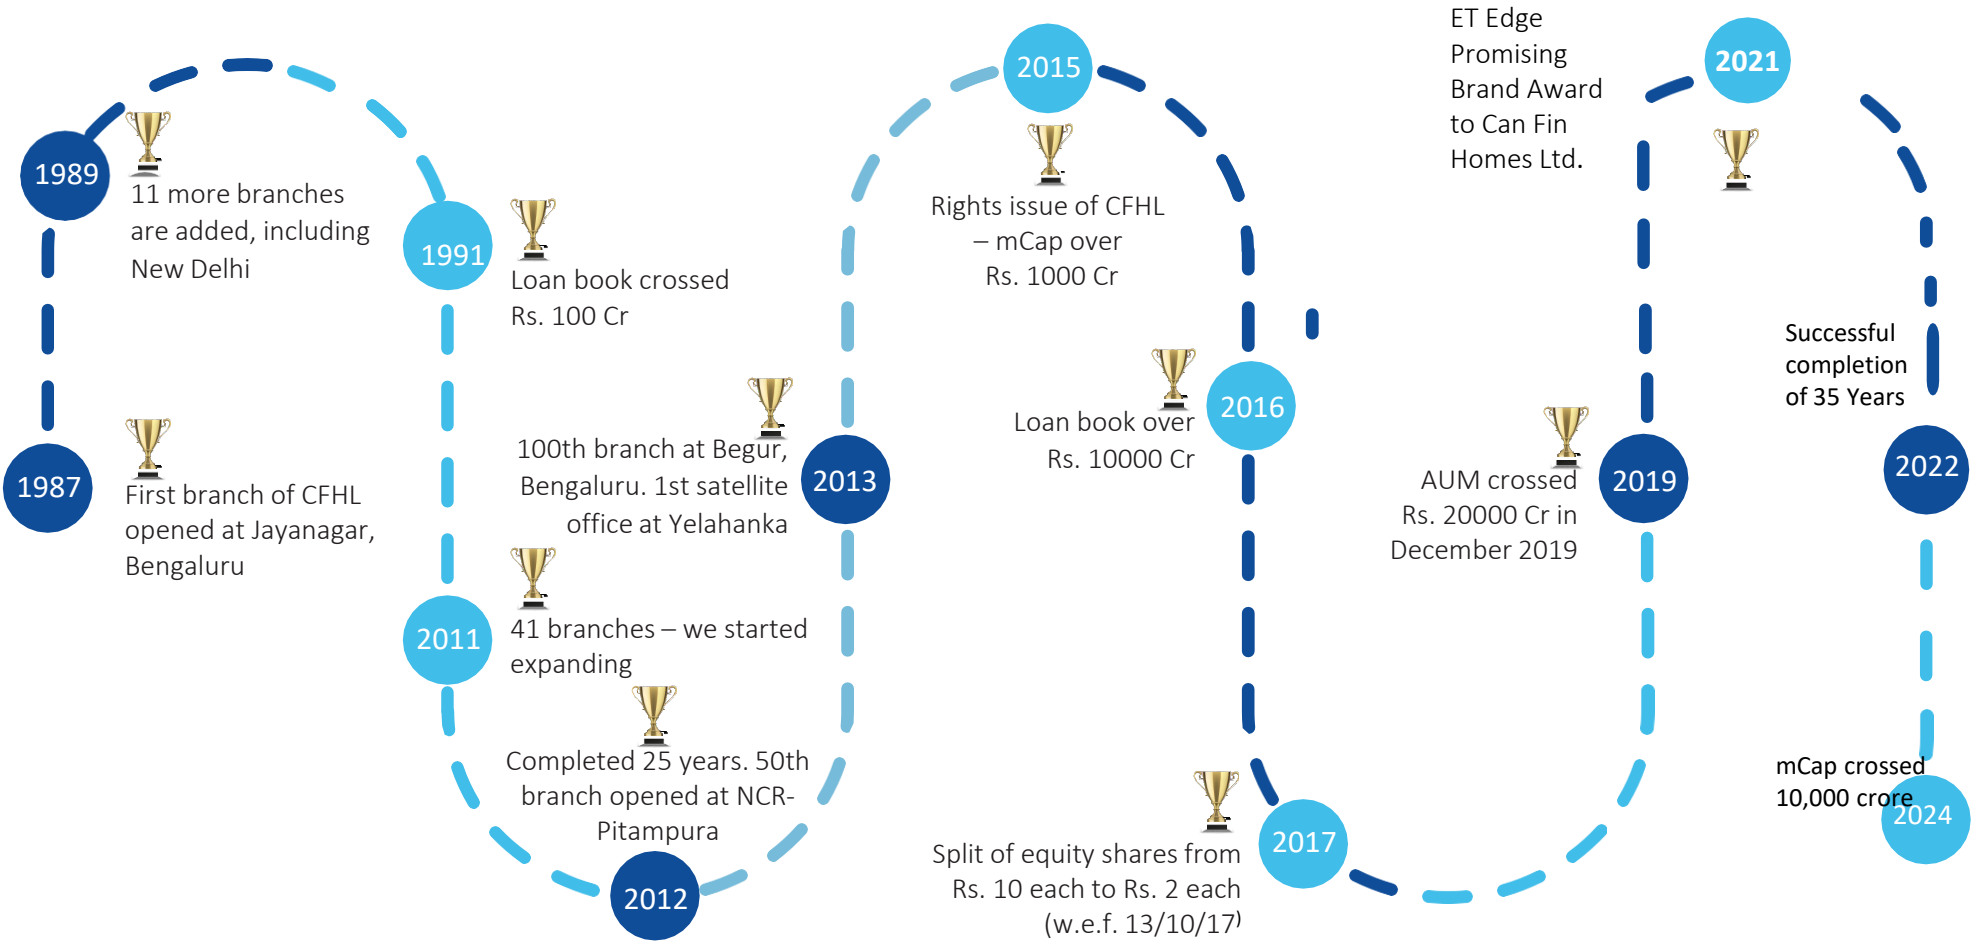 1987
First branch of CFHL
opened at Jayanagar,
Bengaluru
1989
11 more branches
are added, including
New Delhi
1991
Loan book crossed
Rs. 100 Cr
2011
41 branches – we started
expanding
Completed 25 years. 50th
branch opened at NCR-
Pitampura
2012
100th branch at Begur,
Bengaluru. 1st satellite
office at Yelahanka
2013
2015
Rights issue of CFHL
– mCap over
Rs. 1000 Cr
2016
Loan book over
Rs. 10000 Cr
2017
Split of equity shares from
Rs. 10 each to Rs. 2 each
(w.e.f. 13/10/17)
2019
AUM crossed
Rs. 20000 Cr in
December 2019
ET Edge
Promising
Brand Award
to Can Fin
Homes Ltd.
2021
Successful
completion
of 35 Years
2022
mCap crossed
10,000 crore
2024